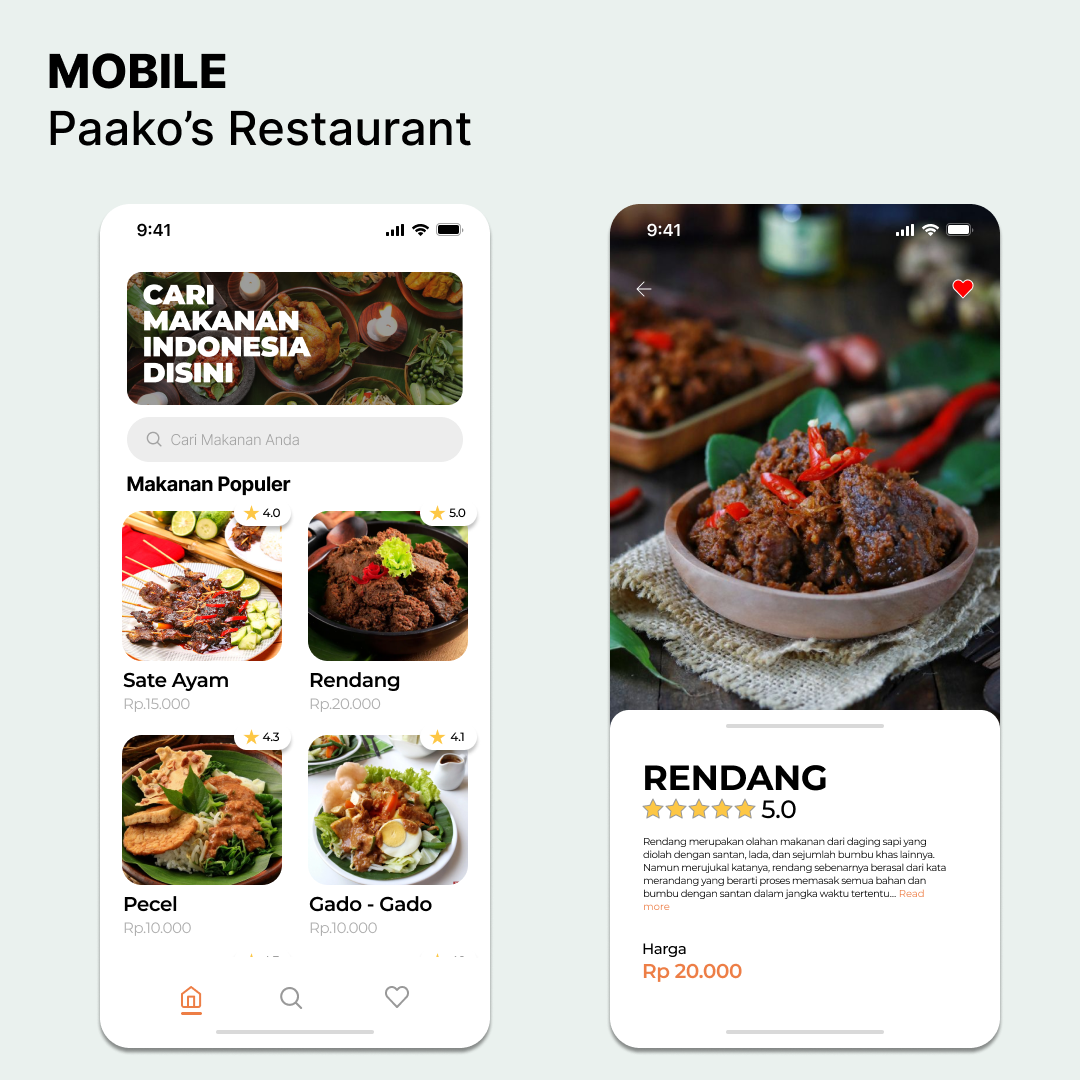 MOBILE
Paako’s Restaurant
9:41
CARI
MAKANAN
INDONESIA
DISINI
Cari Makanan Anda
Makanan Populer
4.0
5.0
Sate Ayam
Rendang
Rp.15.000
Rp.20.000
4.3
4.1
Pecel
Gado - Gado
Rp.10.000
Rp.10.000
9:41
RENDANG
5.0
Rendang merupakan olahan makanan dari daging sapi yang
diolah dengan santan, lada, dan sejumlah bumbu khas lainnya.
Namun merujukal katanya, rendang sebenarnya berasal dari kata
merandang yang berarti proses memasak semua bahan dan
bumbu dengan santan dalam jangka waktu tertentu... Read
more
Harga
Rp 20.000